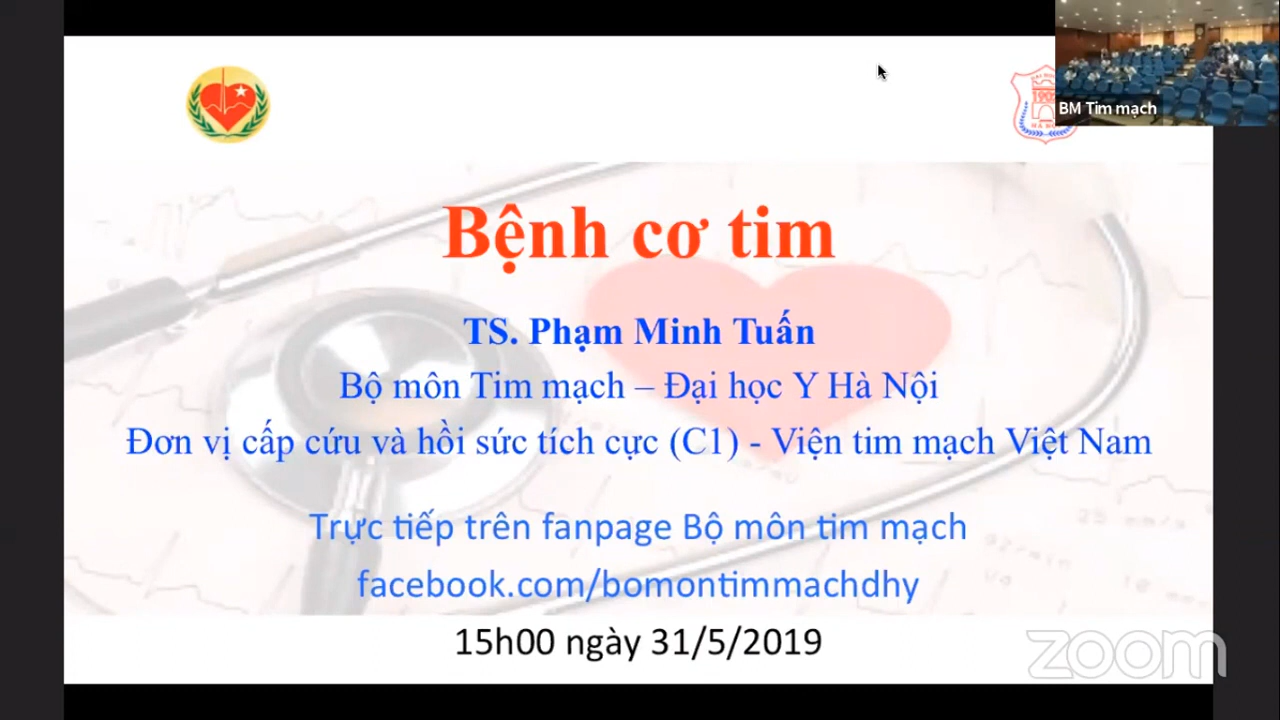 BM Tim mạch
Bệnh cơ tim
TS. Phạm Minh Tuấn
Bộ môn Tim mạch – Đại học Y Hà Nội
Đơn vị cấp cứu và hồi sức tích cực (C1) - Viện tim mạch Việt Nam
Trực tiếp trên fanpage Bộ môn tim mạch
facebook.com/bomontimmachdhy
15h00 ngày 31/5/2019
zoom